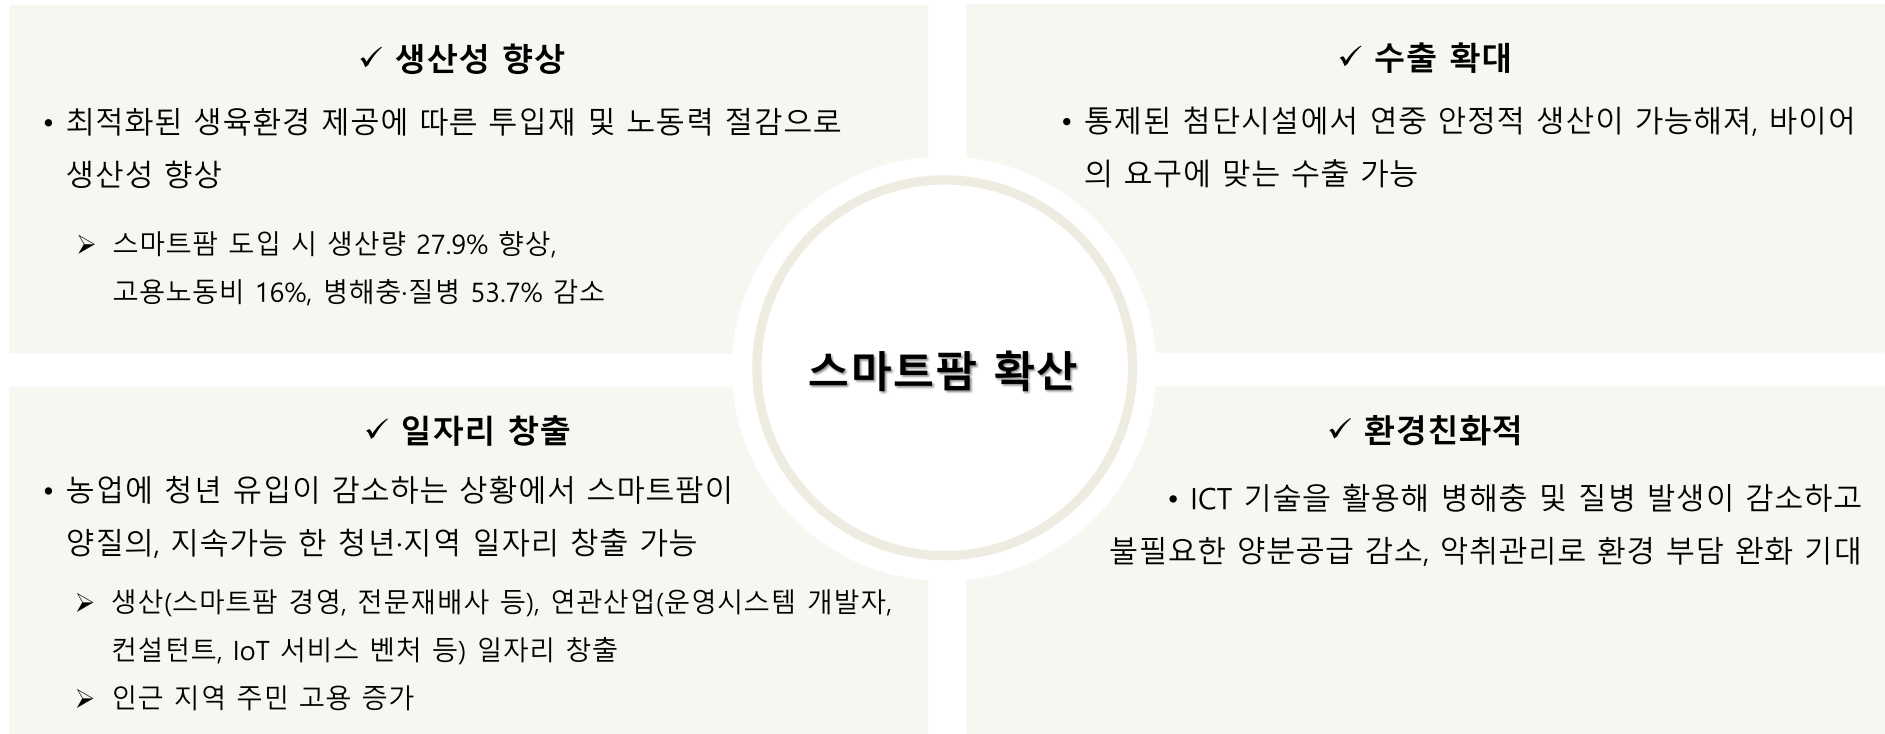 ✓ 생산성 향상
• 최적화된 생육환경 제공에 따른 투입재 및 노동력 절감으로
생산성 향상
➢ 스마트팜 도입 시 생산량 27.9% 향상,
고용노동비 16%, 병해충·질병 53.7% 감소
✓ 수출 확대
• 통제된 첨단시설에서 연중 안정적 생산이 가능해져, 바이어
의 요구에 맞는 수출 가능
스마트팜 확산
✓ 일자리 창출
• 농업에 청년 유입이 감소하는 상황에서 스마트팜이
양질의, 지속가능 한 청년·지역 일자리 창출 가능
➢ 생산(스마트팜 경영, 전문재배사 등), 연관산업(운영시스템 개발자,
컨설턴트, IoT 서비스 벤처 등) 일자리 창출
➢ 인근 지역 주민 고용 증가
✓ 환경친화적
• ICT 기술을 활용해 병해충 및 질병 발생이 감소하고
불필요한 양분공급 감소, 악취관리로 환경 부담 완화 기대